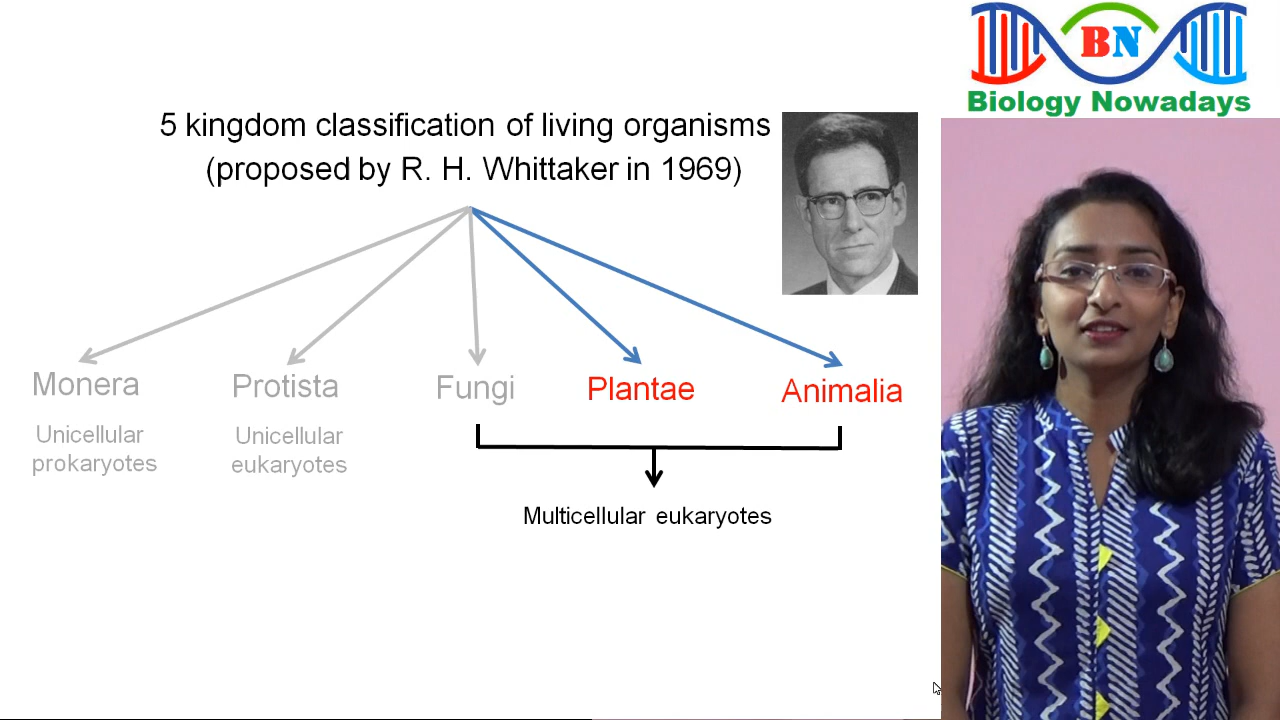 BN
Biology Nowadays
5 kingdom classification of living organisms
(proposed by R. H. Whittaker in 1969)
Monera
Protista
Fungi
Plantae
Animalia
Unicellular
prokaryotes
Unicellular
eukaryotes
Multicellular eukaryotes